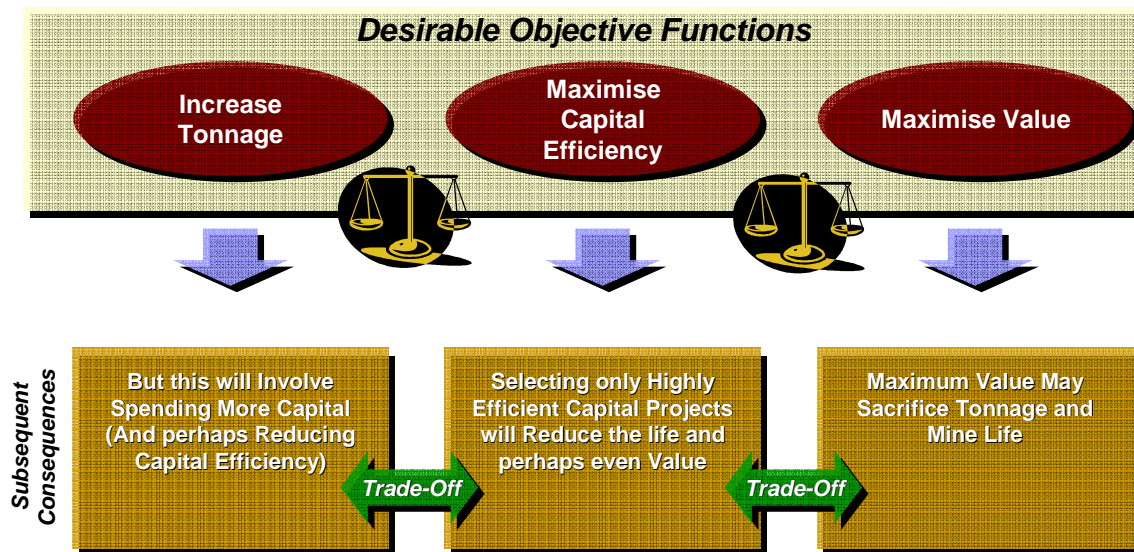 Desirable Objective Functions
Increase
Tonnage
Maximise
Capital
Efficiency
Maximise Value
Subsequent
Consequences
But this will Involve
Spending More Capital
(And perhaps Reducing
Capital Efficiency)
Selecting only Highly
Efficient Capital Projects
will Reduce the life and
perhaps even Value
Maximum Value May
Sacrifice Tonnage and
Mine Life
Trade-Off
Trade-Off